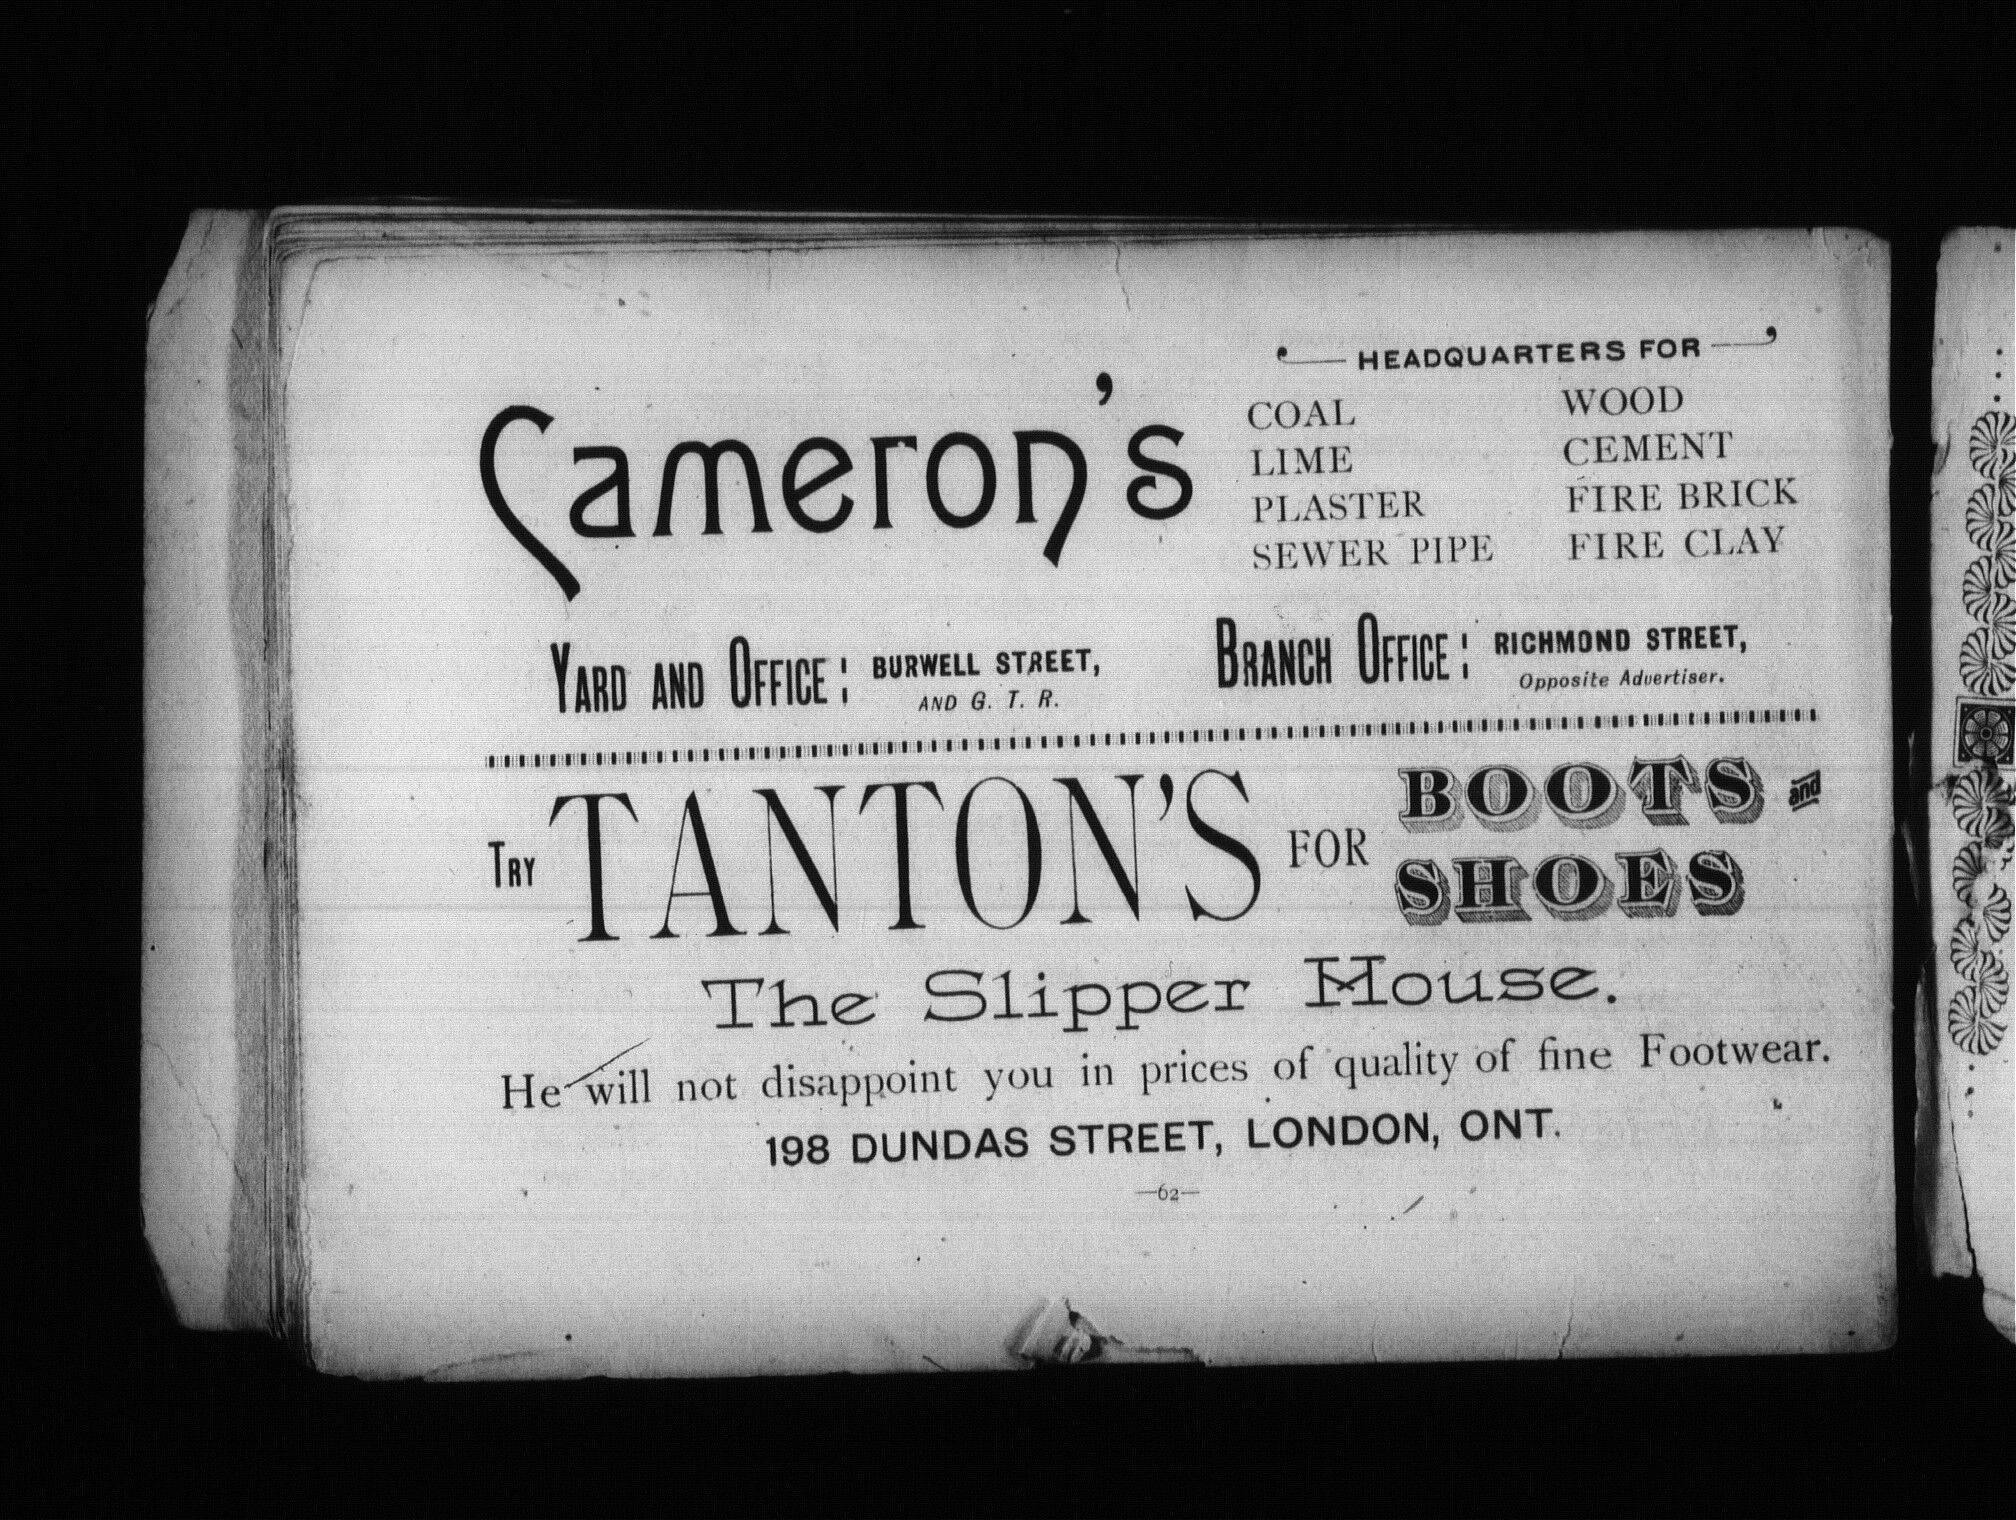 HEADQUARTERS FOR
Cameron's
COAL WOOD
LIME CEMENT
PLASTER FIRE BRICK
SEWER PIPE FIRE CLAY
YARD AND OFFICE: BURWELL STREET, AND G. T. R.
BRANCH OFFICE: RICHMOND STREET, Opposite Advertiser.
TRY TANTON'S FOR BOOTS and SHOES
The Slipper House.
He will not disappoint you in prices of quality of fine Footwear.
198 DUNDAS STREET, LONDON, ONT.
—62—